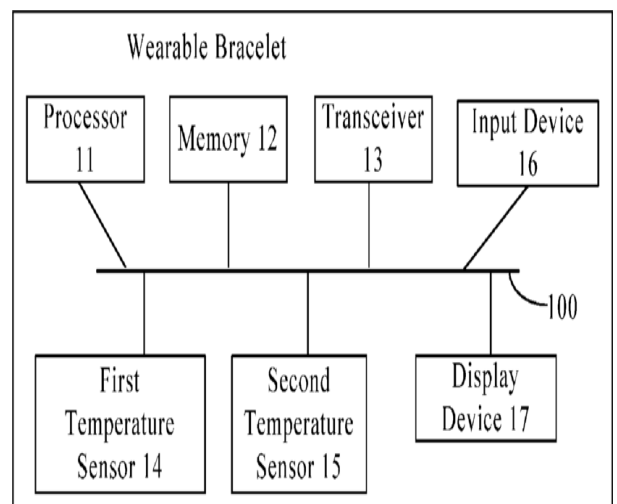 Wearable Bracelet
Processor
11
Memory 12
Transceiver
13
Input Device
16
100
First
Temperature
Sensor 14
Second
Temperature
Sensor 15
Display
Device 17